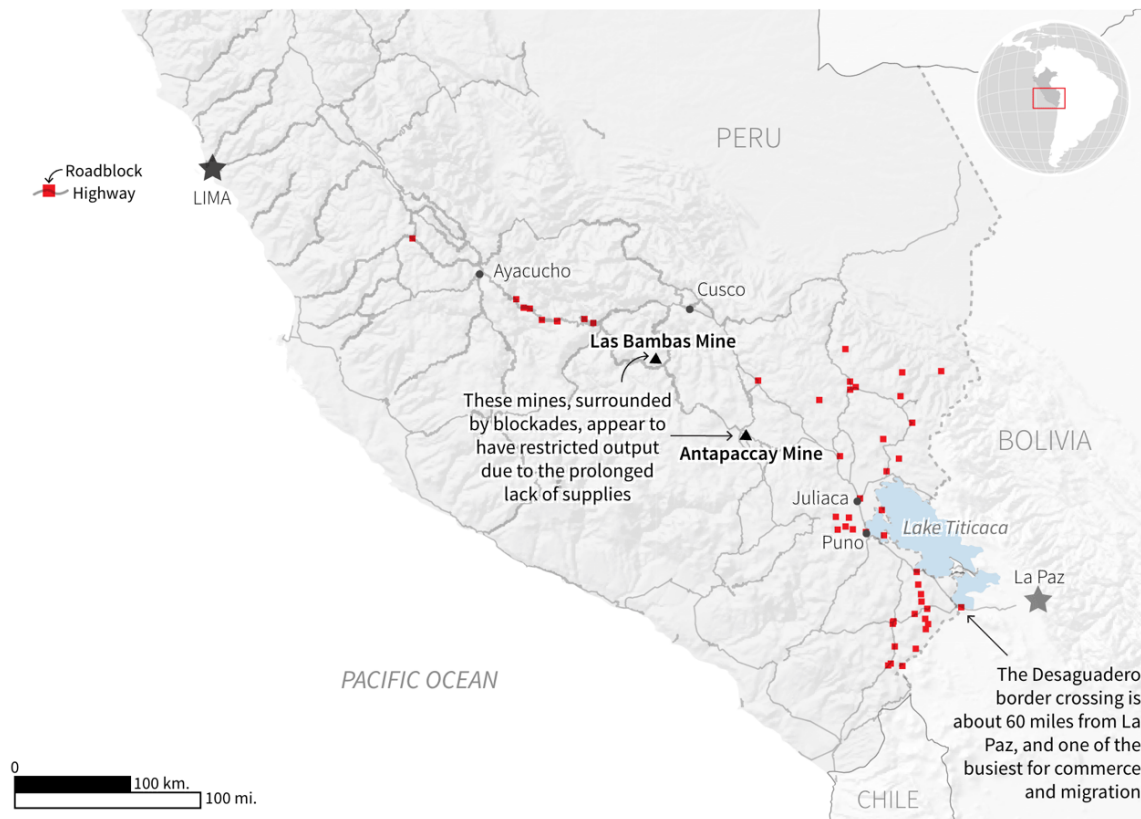 PERU
Roadblock
Highway
LIMA
Ayacucho
Cusco
Las Bambas Mine
These mines, surrounded
by blockades, appear to
have restricted output
due to the prolonged
lack of supplies
Antapaccay Mine
BOLIVIA
Juliaca
Lake Titicaca
Puno
La Paz
PACIFIC OCEAN
The Desaguadero
border crossing is
about 60 miles from La
Paz, and one of the
busiest for commerce
and migration
0
100 km.
100 mi.
CHILE